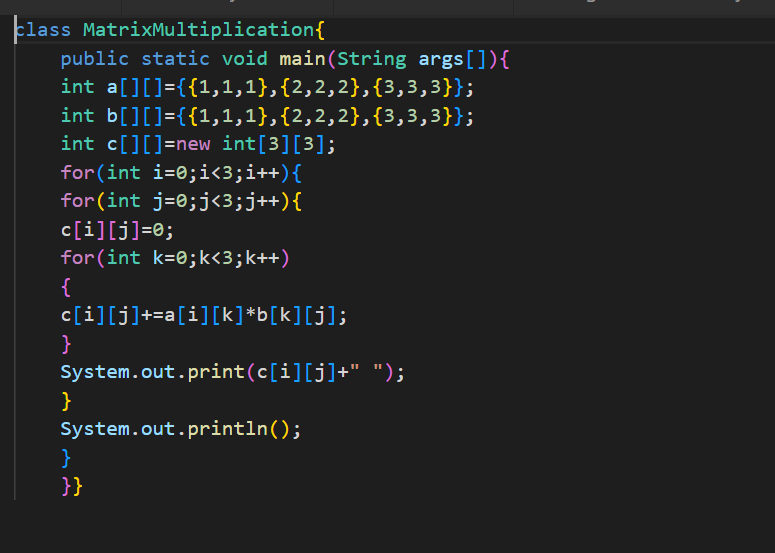 class MatrixMultiplication{
    public static void main(String args[]){
    int a[][]={{1,1,1},{2,2,2},{3,3,3}};
    int b[][]={{1,1,1},{2,2,2},{3,3,3}};
    int c[][]=new int[3][3];
    for(int i=0;i<3;i++){
    for(int j=0;j<3;j++){
    c[i][j]=0;
    for(int k=0;k<3;k++)
    {
    c[i][j]+=a[i][k]*b[k][j];
    }
    System.out.print(c[i][j]+" ");
    }
    System.out.println();
    }
    }}